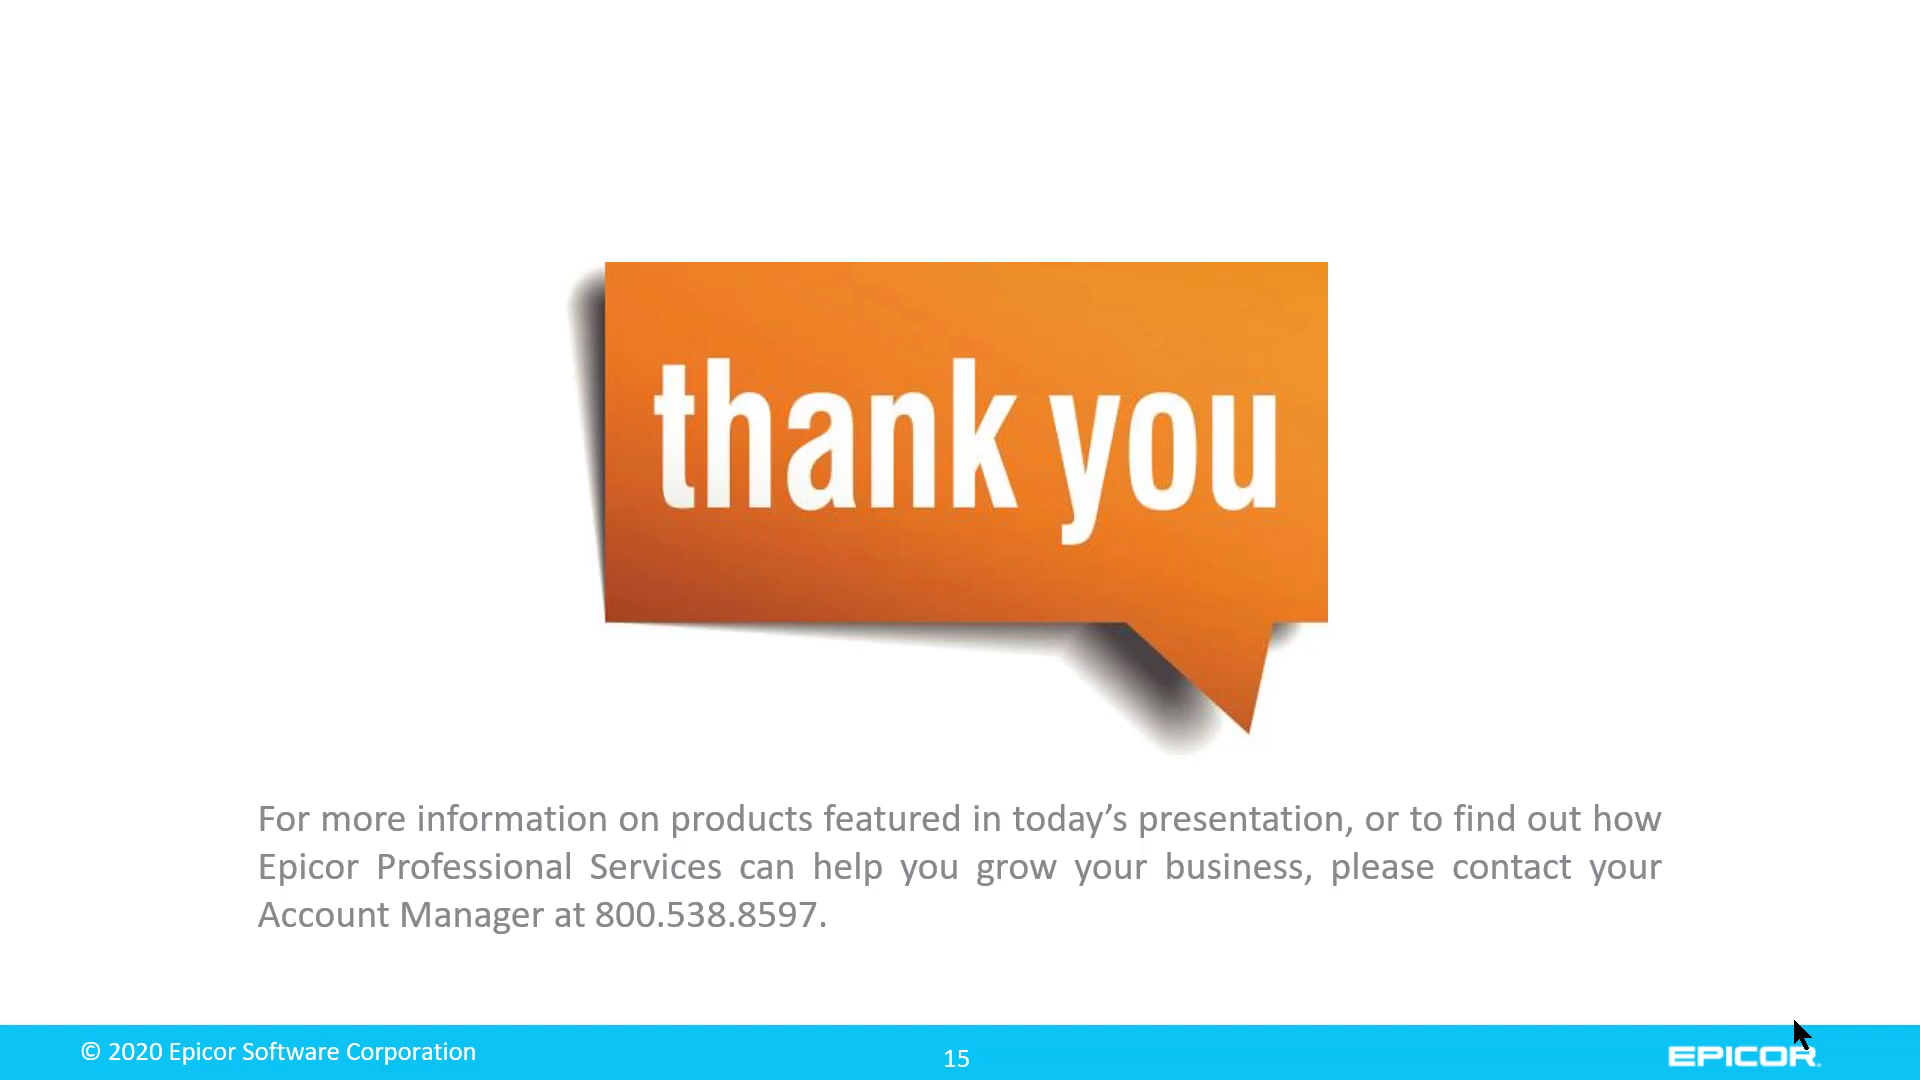 thank you
For more information on products featured in today’s presentation, or to find out how
Epicor Professional Services can help you grow your business, please contact your
Account Manager at 800.538.8597.
© 2020 Epicor Software Corporation
15
EPICOR